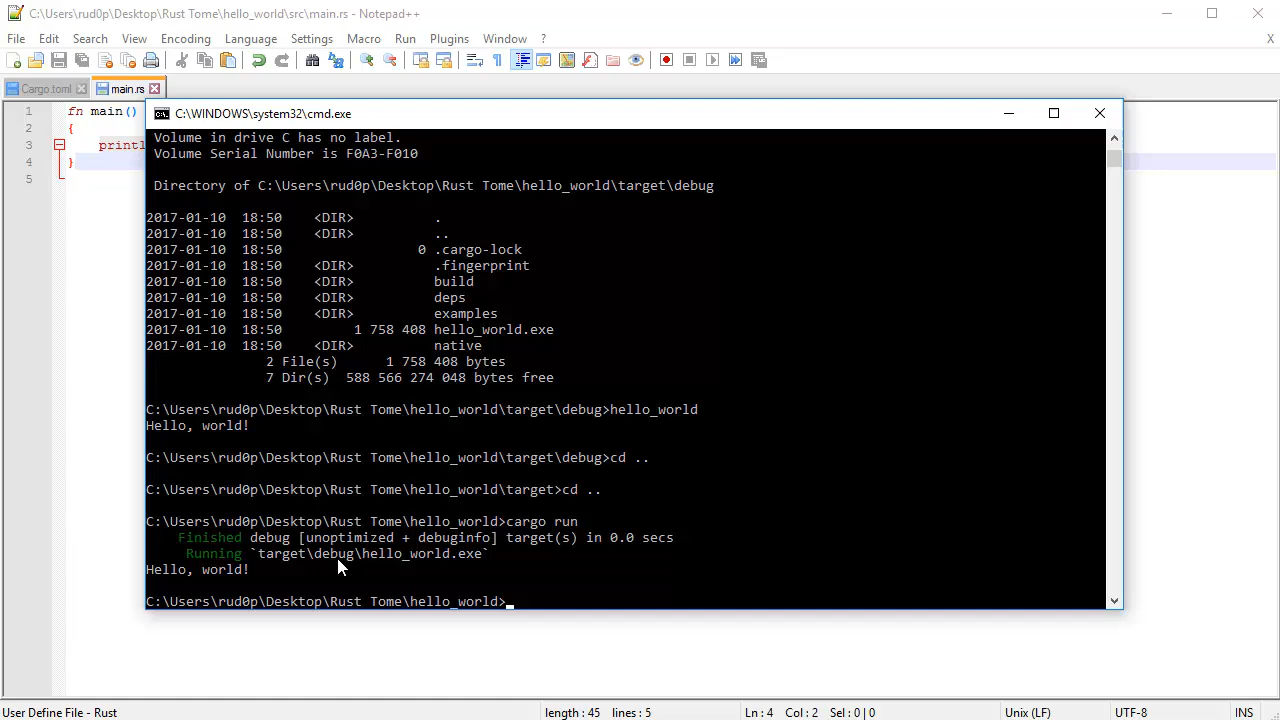 C:\Users\rud0p\Desktop\Rust Tome\hello_world\src\main.rs - Notepad++
File Edit Search View Encoding Language Settings Macro Run Plugins Window ? X
Cargo.toml main.rs
1 fn main()
C:\WINDOWS\system32\cmd.exe
2 {
3 printl
4 }
5
Volume in drive C has no label.
Volume Serial Number is F0A3-F010
Directory of C:\Users\rud0p\Desktop\Rust Tome\hello_world\target\debug
2017-01-10 18:50 <DIR> .
2017-01-10 18:50 <DIR> ..
2017-01-10 18:50 0 .cargo-lock
2017-01-10 18:50 <DIR> .fingerprint
2017-01-10 18:50 <DIR> build
2017-01-10 18:50 <DIR> deps
2017-01-10 18:50 <DIR> examples
2017-01-10 18:50 1 758 408 hello_world.exe
2017-01-10 18:50 <DIR> native
2 File(s) 1 758 408 bytes
7 Dir(s) 588 566 274 048 bytes free
C:\Users\rud0p\Desktop\Rust Tome\hello_world\target\debug>hello_world
Hello, world!
C:\Users\rud0p\Desktop\Rust Tome\hello_world\target\debug>cd ..
C:\Users\rud0p\Desktop\Rust Tome\hello_world\target>cd ..
C:\Users\rud0p\Desktop\Rust Tome\hello_world>cargo run
Finished debug [unoptimized + debuginfo] target(s) in 0.0 secs
Running `target\debug\hello_world.exe`
Hello, world!
C:\Users\rud0p\Desktop\Rust Tome\hello_world>
User Define File - Rust length : 45 lines : 5 Ln : 4 Col : 2 Sel : 0 | 0 Unix (LF) UTF-8 INS